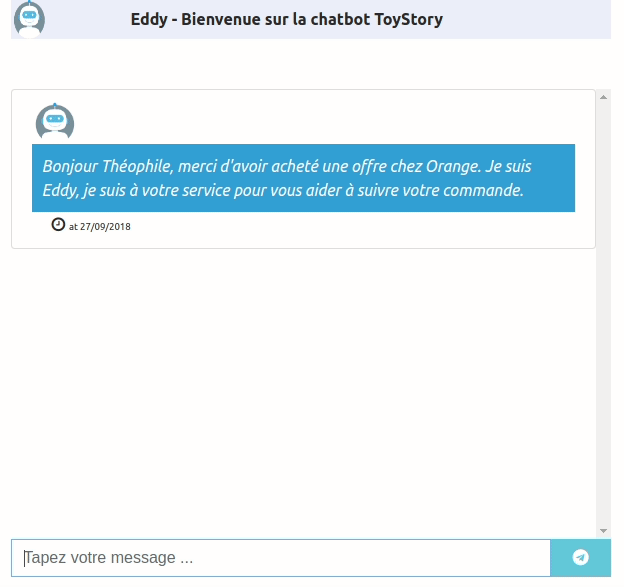 Eddy - Bienvenue sur la chatbot ToyStory
Bonjour Théophile, merci d'avoir acheté une offre chez Orange. Je suis
Eddy, je suis à votre service pour vous aider à suivre votre commande.
at 27/09/2018
Tapez votre message ...